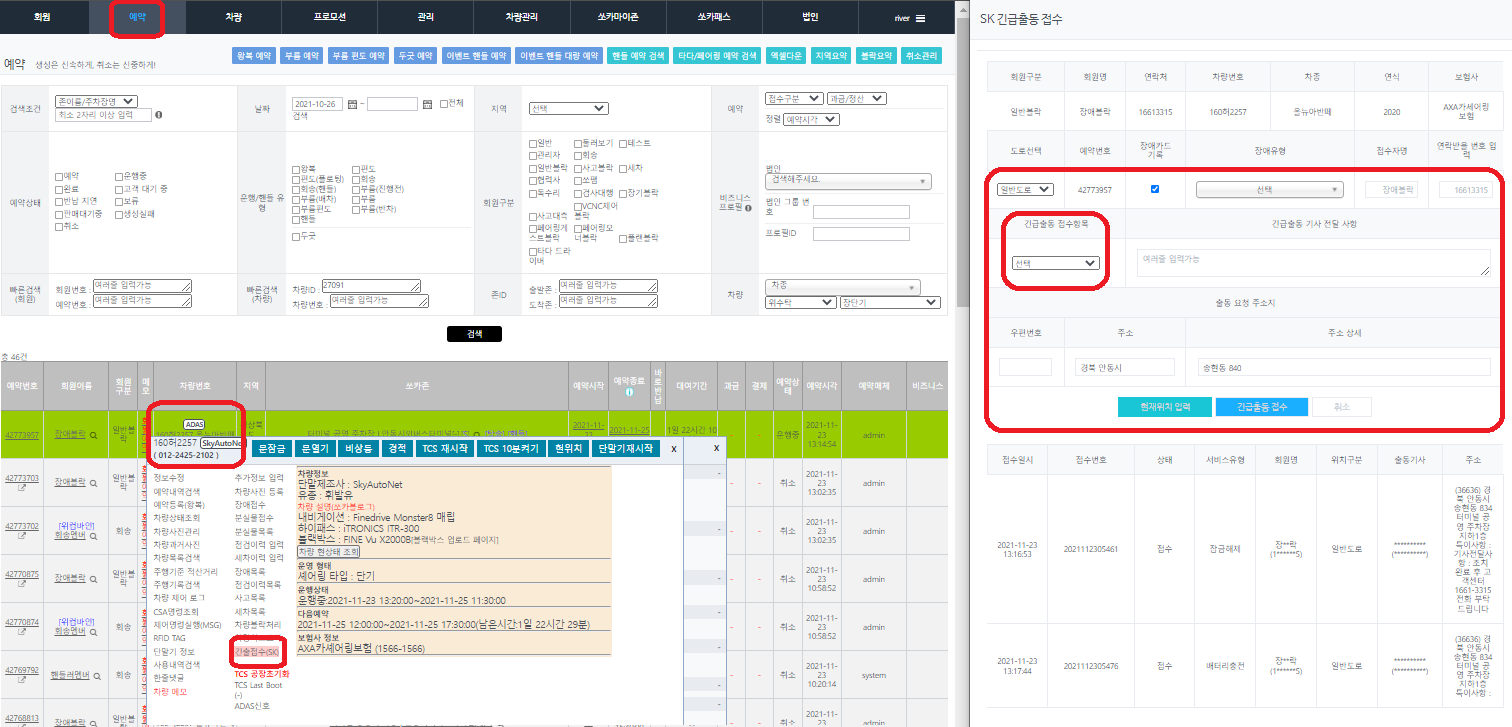 회원 예약 차량 프로모션 관리 차량관리 쏘카마이존 쏘카패스 법인 river
예약 생성은 신속하게, 취소는 신중하게!
왕복 예약 부름 예약 부름 편도 예약 두굿 예약 이벤트 핸들 예약 이벤트 핸들 대량 예약 핸들 예약 검색 타다/페어링 예약 검색 엑셀다운 지역요약 블락요약 취소관리
검색조건 존이름/주차장명
최소 2자리 이상 입력
날짜 2021-10-26 ~ 전체
검색
지역 선택
예약 접수구분 과금/정산
정렬 예약시각
예약상태
예약 운행중
완료 고객 대기 중
반납 지연 보류
판매대기중 생성실패
취소
운행/핸들 유형
왕복 편도
편도(플로팅) 회송
회송(핸들) 부름(진행전)
부름(배차) 부름
부름편도 부름(반차)
핸들
두굿
회원구분
일반 둘러보기 테스트
관리자 회송
일반블락 사고블락 세차
협력사 쏘팸
독수리 검사대행 장기블락
사고대측 VCNC제어블락
페어링게스트블락 페어링오너블락 플랜블락
타다 드라이버
비즈니스 프로필
법인
검색해주세요.
법인 그룹 번호
프로필ID
빠른검색
(회원)
회원번호 : 여러줄 입력가능
예약번호 : 여러줄 입력가능
빠른검색
(차량)
차량ID : 27091
차량번호 : 여러줄 입력가능
존ID
출발존 : 여러줄 입력가능
도착존 : 여러줄 입력가능
차량
차종
위수탁 장단기
검색
총 46건
예약번호 회원이름 회원구분 메모 차량번호 지역 쏘카존 예약시작 예약종료 바로반납 대여기간 과금 결제 예약상태 예약시각 예약매체 비즈니스
42773957 장애블락 일반블락 운행중 2021-11-23 13:14:54 admin
42773703 장애블락 일반블락 취소 2021-11-23 13:02:35 admin
42773702 [위컴바인] 회송멤버 회송 취소 2021-11-23 13:02:35 admin
42770875 장애블락 일반블락 취소 2021-11-23 10:58:52 admin
42770874 [위컴바인] 회송멤버 회송 취소 2021-11-23 10:58:52 admin
42769792 핸들러멤버 회송 취소 2021-11-23 10:20:14 system
42768813 장애블락 일반블락 취소 admin
ADAS
160허2257 SkyAutoNet
( 012-2425-2102 )
문잠금 문열기 비상등 경적 TCS 재시작 TCS 10분켜기 현위치 단말기재시작 X X
정보수정 추가정보 입력
예약내역검색 차량사진 등록
예약등록(왕복) 장애접수
차량상태조회 분실물접수
차량사진관리 분실물목록
차량과거사진 점검이력 입력
차량목록검색 세차이력 입력
주행기준 적산거리 장애목록
주행기록검색 점검이력목록
차량 제어 로그 사고목록
CSA명령조회 세차목록
제어명령실행(MSG) 차량블락처리
RFID TAG
단말기 정보 긴출접수(SK)
사용내역검색
한줄댓글 TCS 공장초기화
차량 메모 TCS Last Boot
(-)
ADAS신호
차량정보
단말제조사 : SkyAutoNet
유종 : 휘발유
차량 설명(쏘카블로그)
내비게이션 : Finedrive Monster8 매립
하이패스 : iTRONICS ITR-300
블랙박스 : FINE Vu X2000B[블랙박스 업로드 페이지]
차량 현상태 조회
운영 형태
셰어링 타입 : 단기
운행상태
운행중:2021-11-23 13:20:00~2021-11-25 11:30:00
다음예약
2021-11-25 12:00:00~2021-11-25 17:30:00(남은시간:1일 22시간 29분)
보험사 정보
AXA카셰어링보험 (1566-1566)
SK 긴급출동 접수
회원구분 회원명 연락처 차량번호 차종 연식 보험사
일반블락 장애블락 16613315 160허2257 올뉴아반떼 2020 AXA카셰어링보험
도로선택 예약번호 장애카드 기록 장애유형 접수자명 연락받을 번호 입력
일반도로 42773957 선택 장애블락 16613315
긴급출동 접수항목 긴급출동 기사 전달 사항
선택 여러줄 입력가능
출동 요청 주소지
우편번호 주소 주소 상세
경북 안동시 송현동 840
현재위치 입력 긴급출동 접수 취소
접수일시 접수번호 상태 서비스유형 회원명 위치구분 출동기사 주소
2021-11-23 13:16:53 2021112305461 접수 잠금해제 장**락 (1******5) 일반도로 ********** (**********) (36636) 경북 안동시 송현동 834 터미널 공영 주차장 지하1층 특이사항 : 기사전달사항 : 조치 완료 후 고객센터 1661-3315 전화 부탁드립니다
2021-11-23 13:17:44 2021112305476 접수 배터리충전 장**락 (1******5) 일반도로 ********** (**********) (36636) 경북 안동시 송현동 834 터미널 공영 주차장 지하1층 특이사항 :